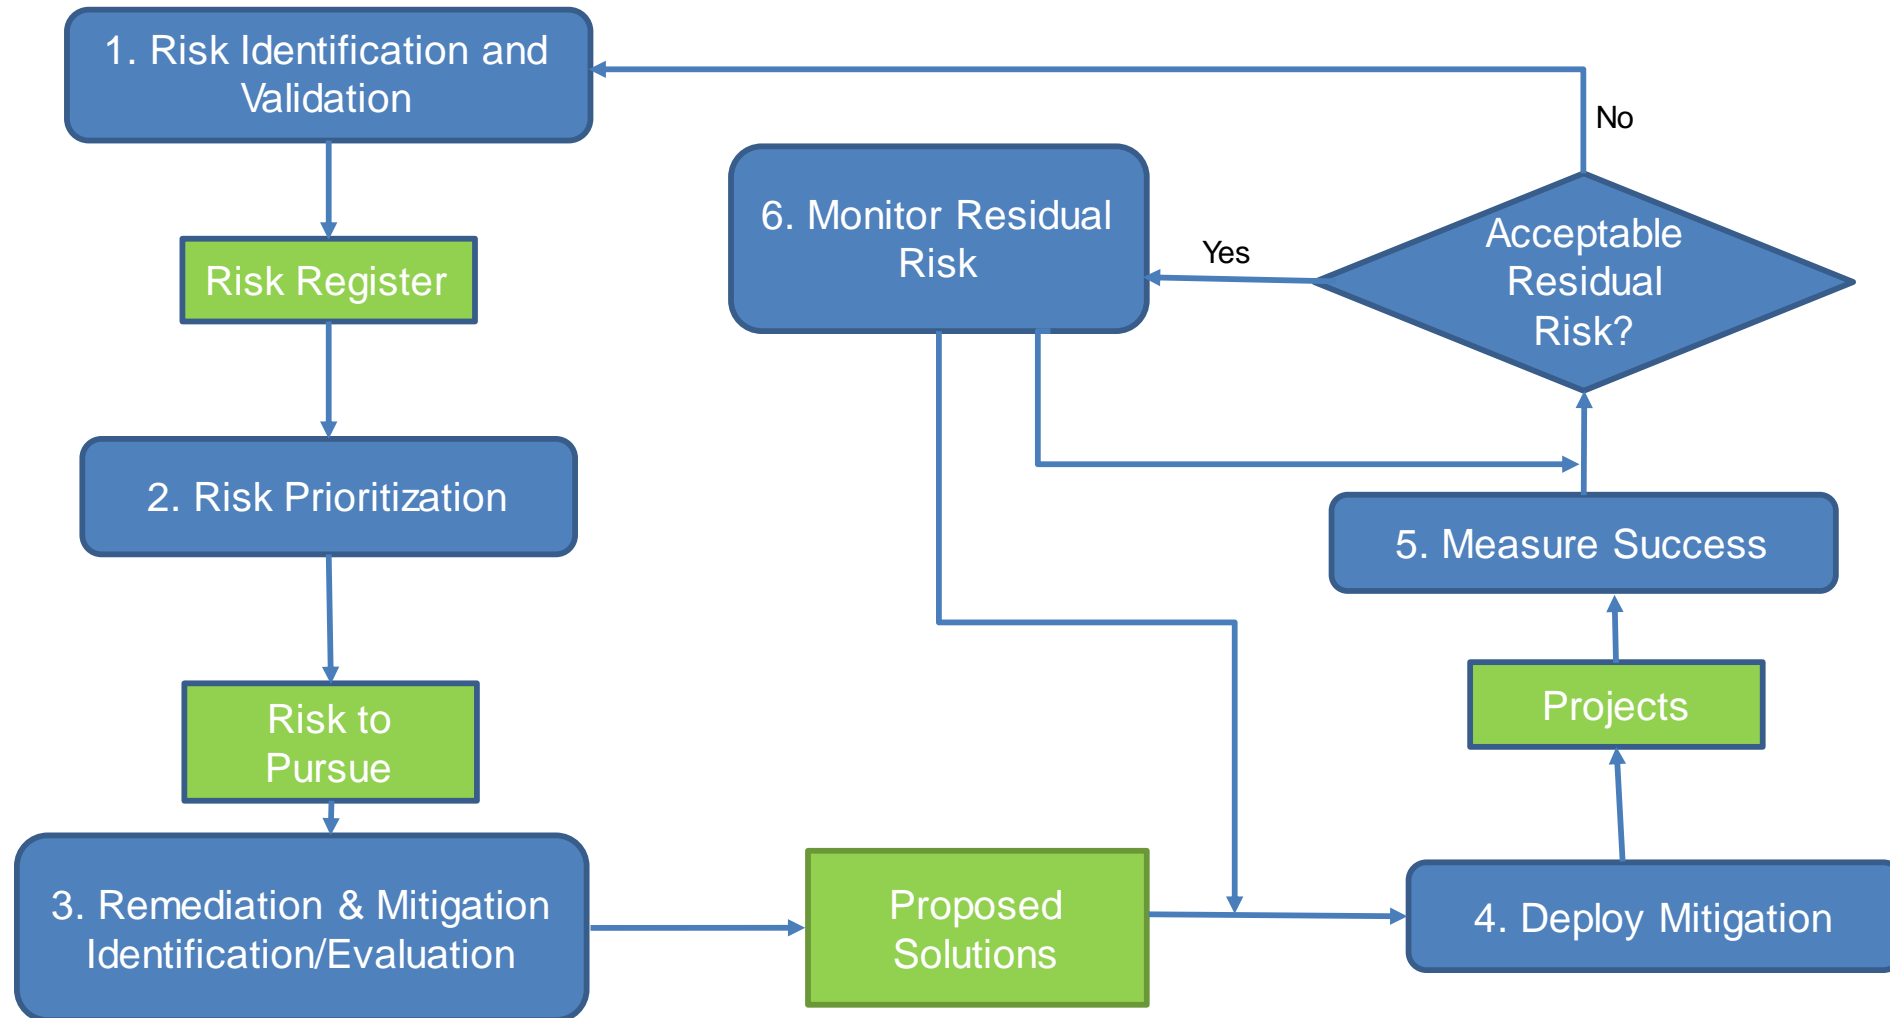 1. Risk Identification and
Validation
Risk Register
2. Risk Prioritization
Risk to
Pursue
3. Remediation & Mitigation
Identification/Evaluation
Proposed
Solutions
4. Deploy Mitigation
Projects
5. Measure Success
Acceptable
Residual
Risk?
No
Yes
6. Monitor Residual
Risk